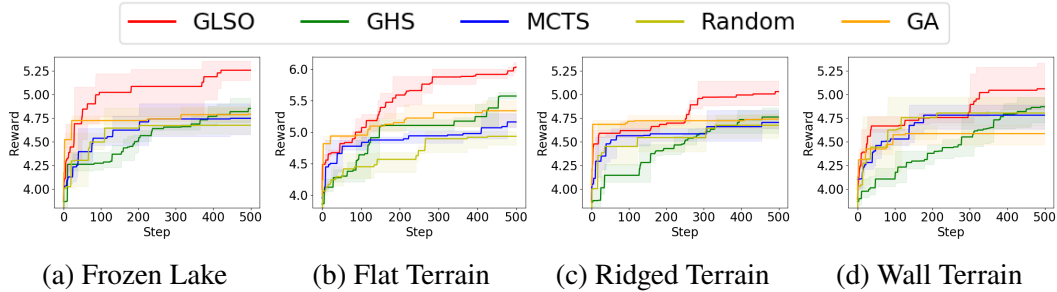 GLSO GHS MCTS Random GA
5.25
5.00
4.75
4.50
4.25
4.00
Reward
0 100 200 300 400 500
Step
(a) Frozen Lake
6.0
5.5
5.0
4.5
4.0
Reward
0 100 200 300 400 500
Step
(b) Flat Terrain
5.25
5.00
4.75
4.50
4.25
4.00
Reward
0 100 200 300 400 500
Step
(c) Ridged Terrain
5.25
5.00
4.75
4.50
4.25
4.00
Reward
0 100 200 300 400 500
Step
(d) Wall Terrain